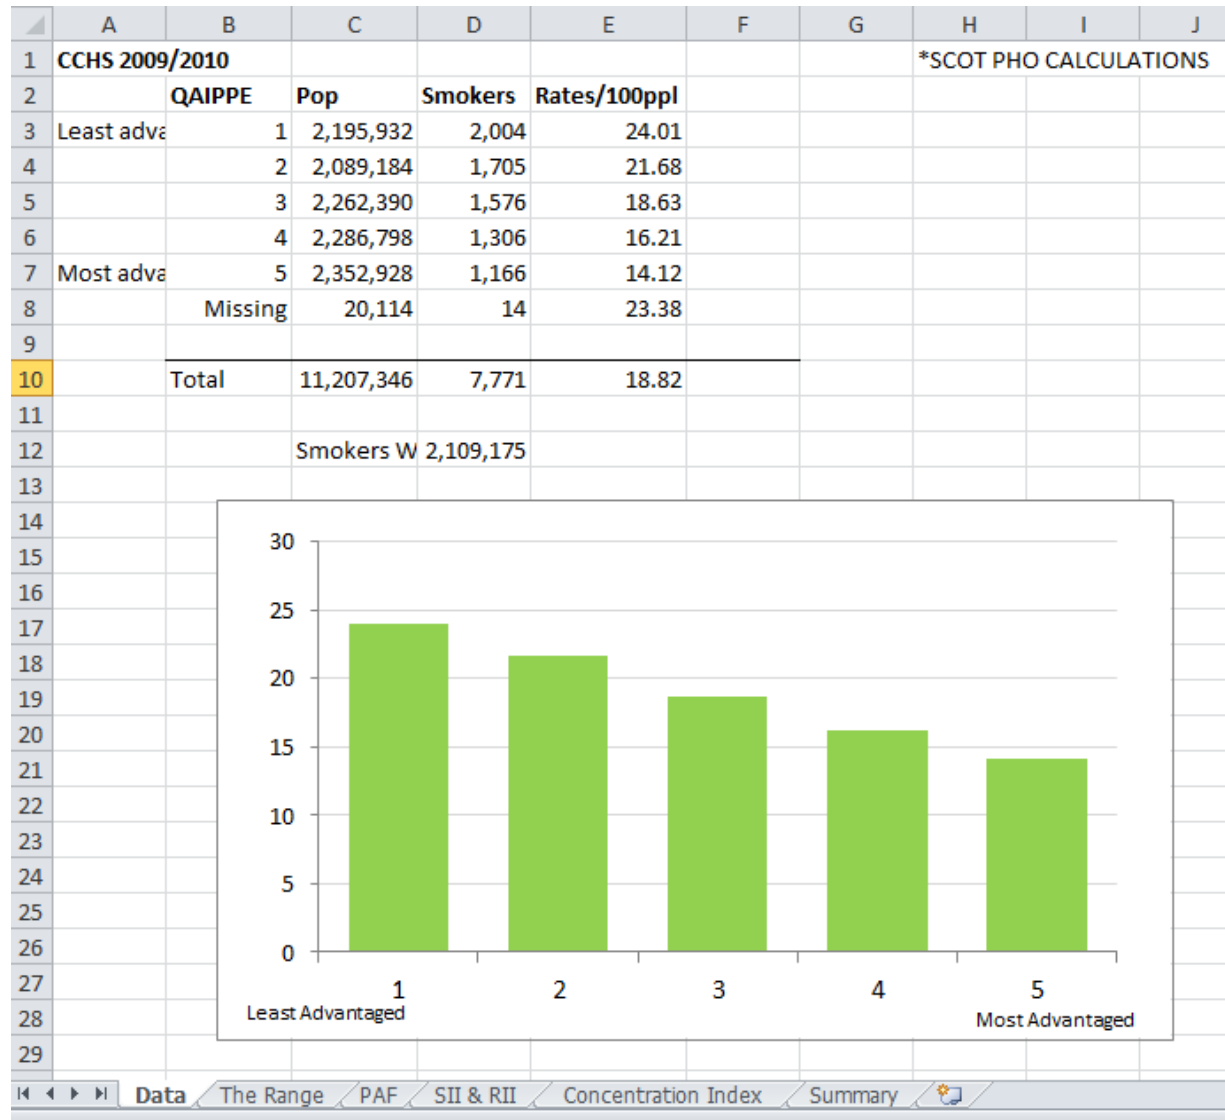 A B C D E F G H I J
1 CCHS 2009/2010 *SCOT PHO CALCULATIONS
2 QAIPPE Pop Smokers Rates/100ppl
3 Least adva 1 2,195,932 2,004 24.01
4 2 2,089,184 1,705 21.68
5 3 2,262,390 1,576 18.63
6 4 2,286,798 1,306 16.21
7 Most adva 5 2,352,928 1,166 14.12
8 Missing 20,114 14 23.38
9
10 Total 11,207,346 7,771 18.82
11
12 Smokers W 2,109,175
13
14
15
16
17
18
19
20
21
22
23
24
25
26
27
28
29
30
25
20
15
10
5
0
1 2 3 4 5
Least Advantaged Most Advantaged
Data The Range PAF SII & RII Concentration Index Summary